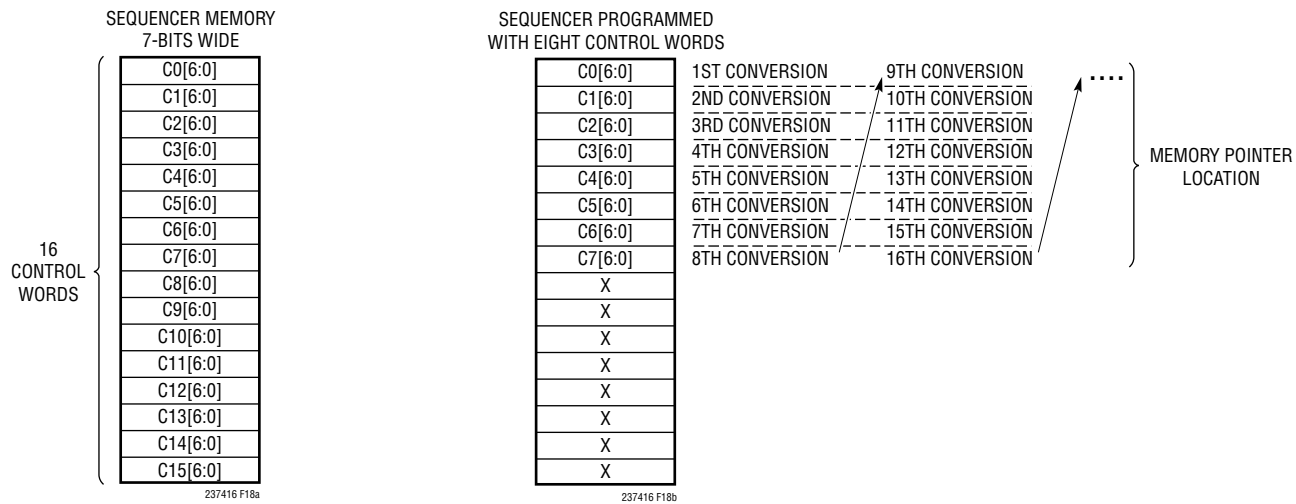 SEQUENCER MEMORY
7-BITS WIDE
16
CONTROL
WORDS
C0[6:0]
C1[6:0]
C2[6:0]
C3[6:0]
C4[6:0]
C5[6:0]
C6[6:0]
C7[6:0]
C8[6:0]
C9[6:0]
C10[6:0]
C11[6:0]
C12[6:0]
C13[6:0]
C14[6:0]
C15[6:0]
237416 F18a
SEQUENCER PROGRAMMED
WITH EIGHT CONTROL WORDS
C0[6:0] 1ST CONVERSION 9TH CONVERSION ....
C1[6:0] 2ND CONVERSION 10TH CONVERSION
C2[6:0] 3RD CONVERSION 11TH CONVERSION
C3[6:0] 4TH CONVERSION 12TH CONVERSION
C4[6:0] 5TH CONVERSION 13TH CONVERSION
C5[6:0] 6TH CONVERSION 14TH CONVERSION
C6[6:0] 7TH CONVERSION 15TH CONVERSION
C7[6:0] 8TH CONVERSION 16TH CONVERSION
X
X
X
X
X
X
X
X
MEMORY POINTER
LOCATION
237416 F18b